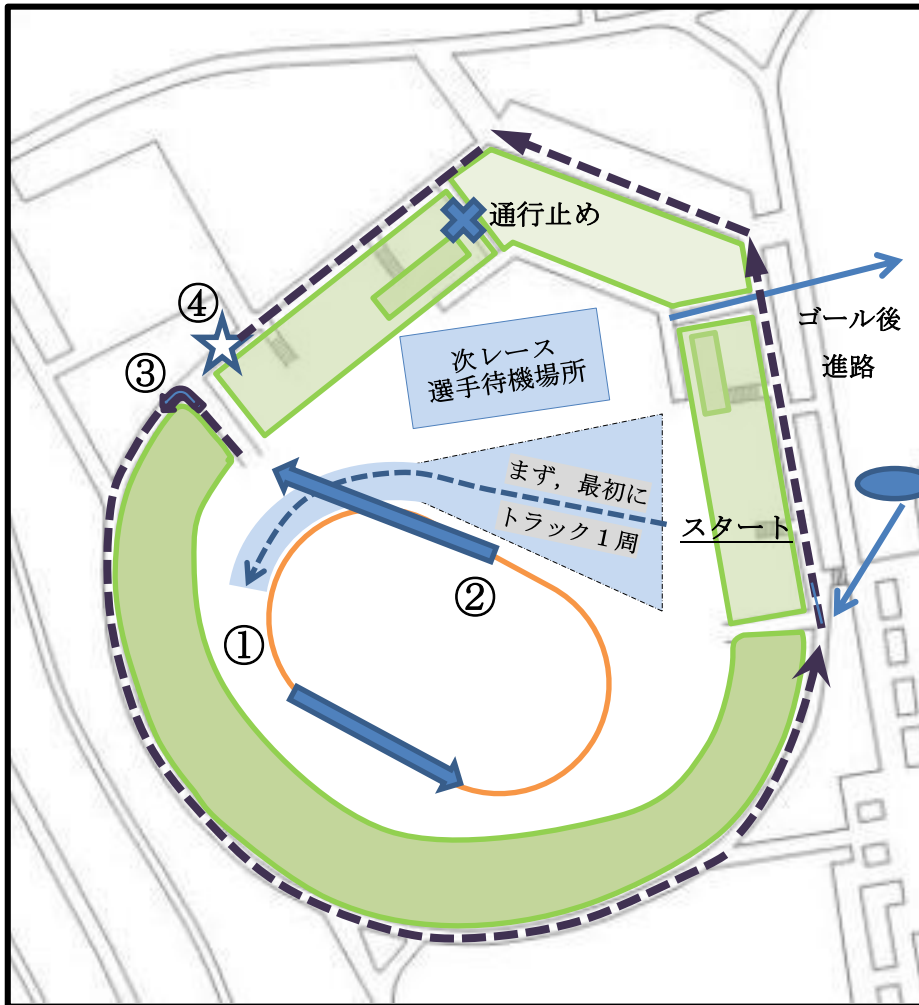 通行止め
④
ゴール後
進路
③
次レース
選手待機場所
まず，最初に
トラック１周
スタート
②
①